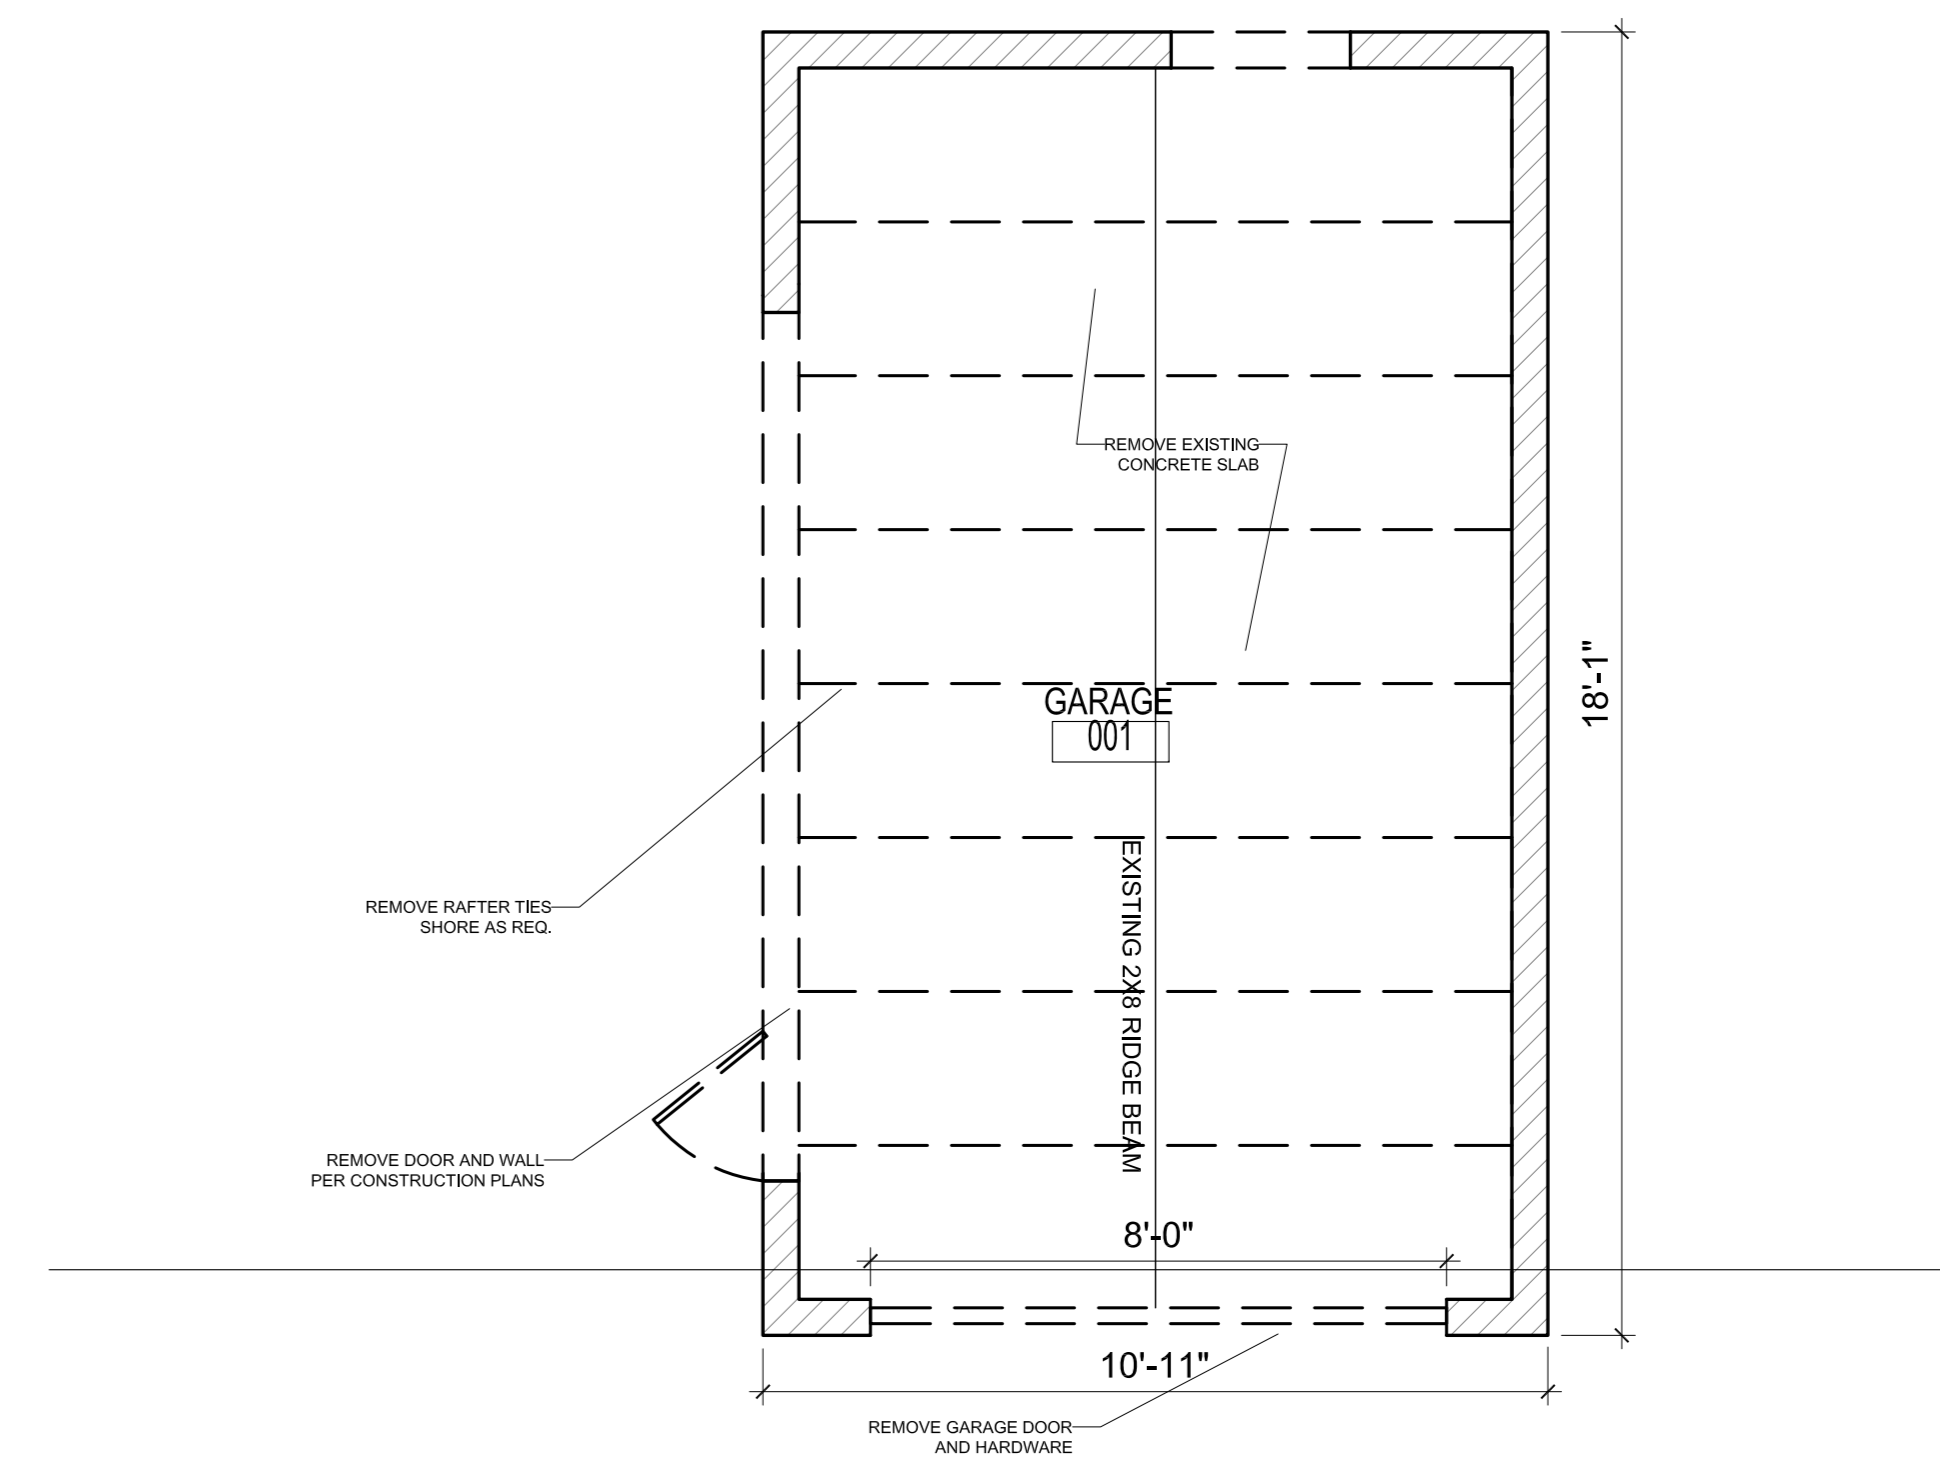 REMOVE EXISTING
CONCRETE SLAB
18'-1"
GARAGE
001
REMOVE RAFTER TIES
SHORE AS REQ.
EXISTING 2X8 RIDGE BEAM
REMOVE DOOR AND WALL
PER CONSTRUCTION PLANS
8'-0"
10'-11"
REMOVE GARAGE DOOR
AND HARDWARE